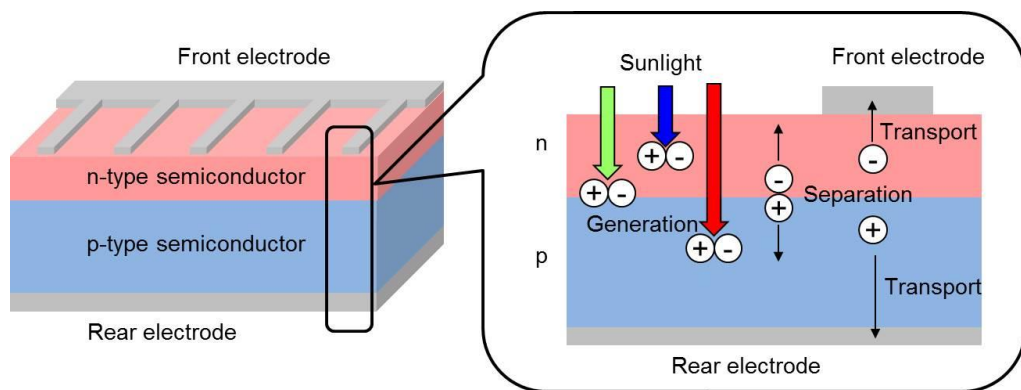 Front electrode
n-type semiconductor
p-type semiconductor
Rear electrode
Sunlight
Front electrode
n
Transport
+ -
-
+ -
-
+
Separation
Generation
+
p
+ -
Transport
Rear electrode